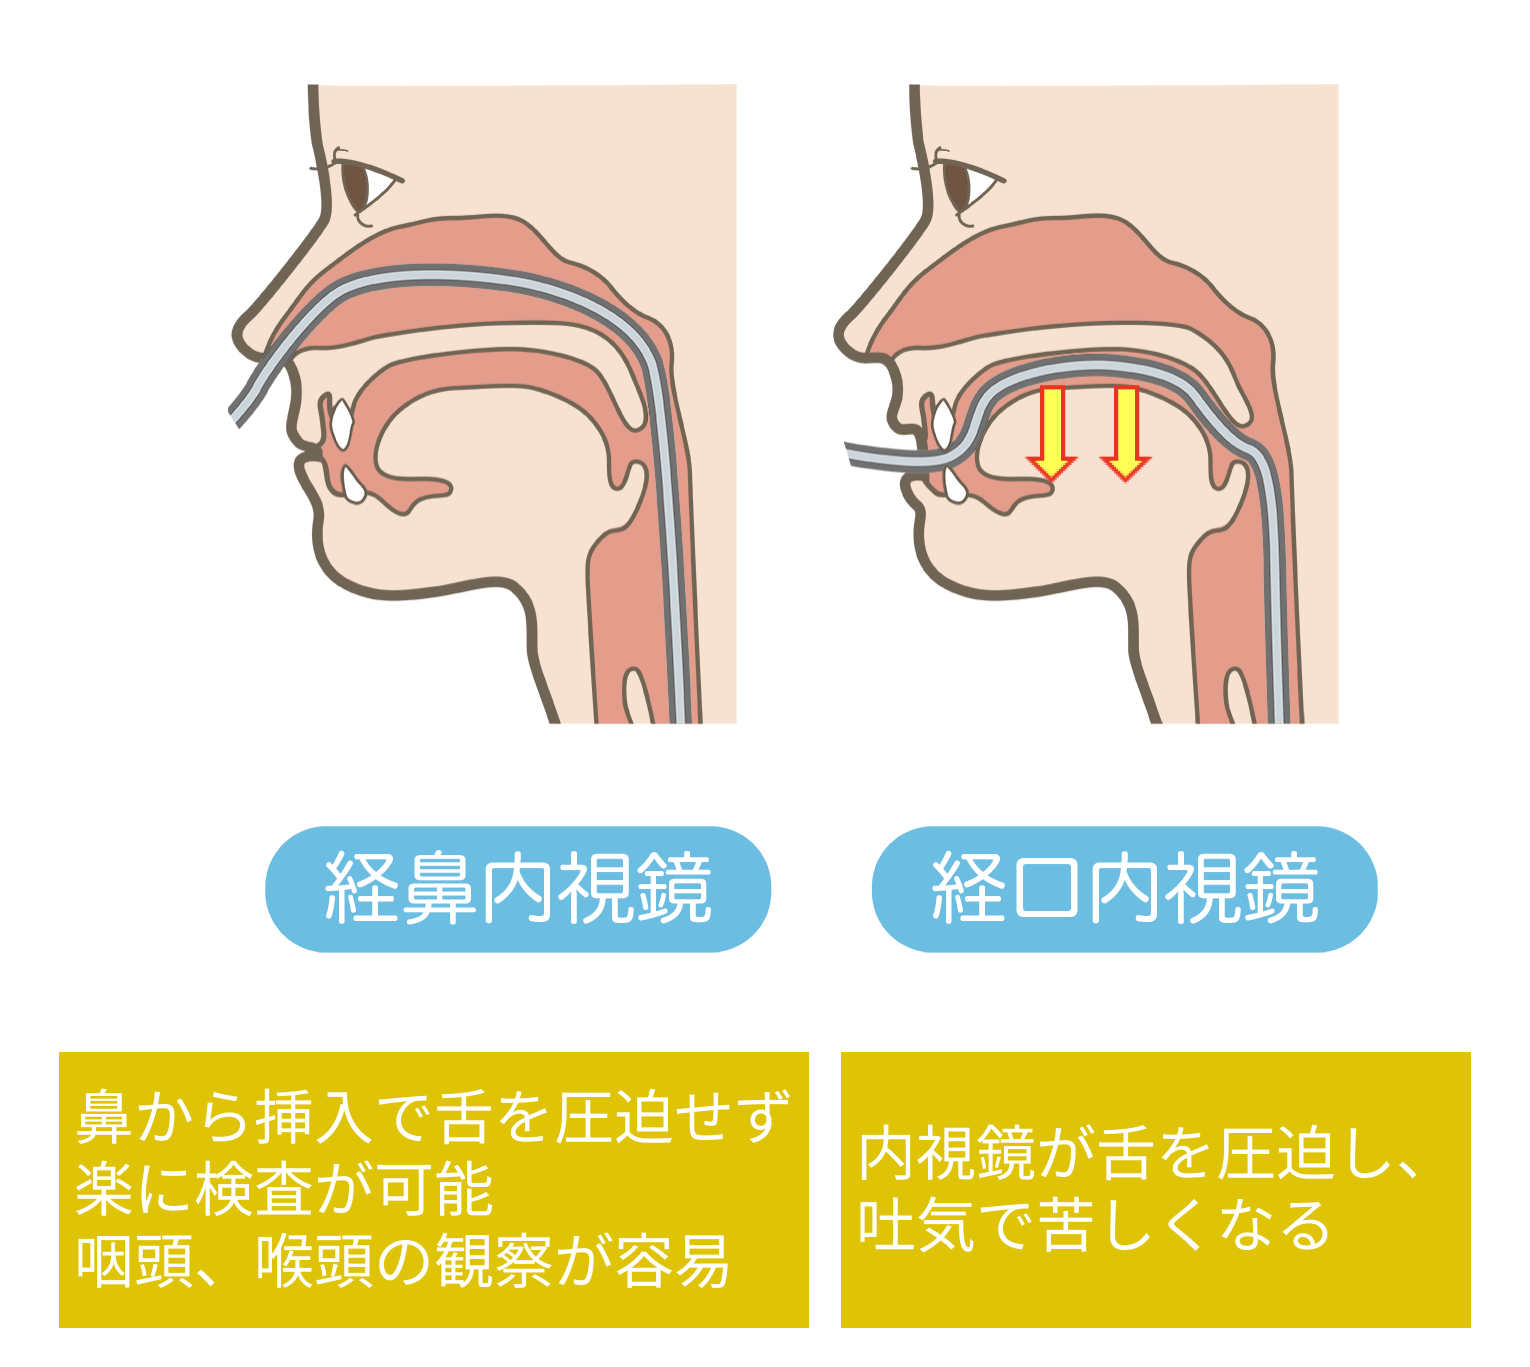 経鼻内視鏡
経口内視鏡
鼻から挿入で舌を圧迫せず
楽に検査が可能
咽頭、喉頭の観察が容易
内視鏡が舌を圧迫し、
吐気で苦しくなる